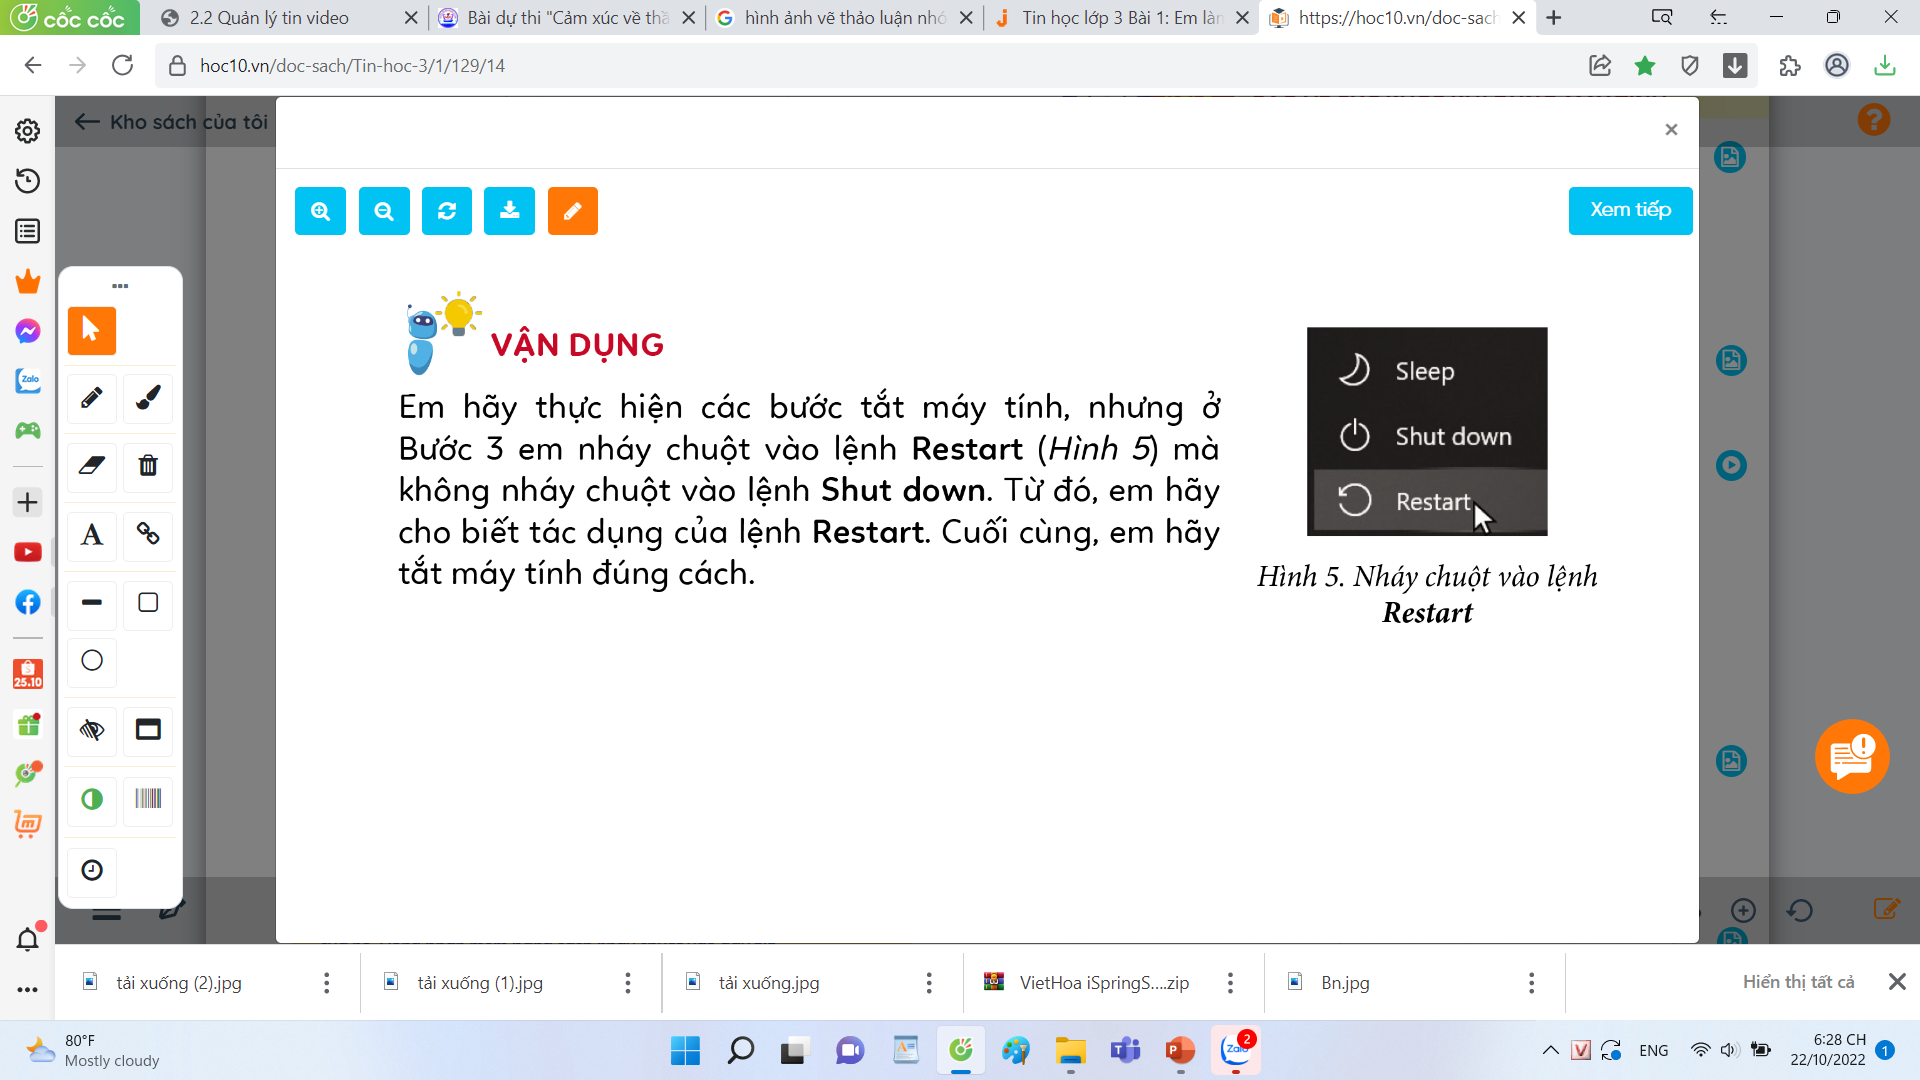 cốc cốc
2.2 Quản lý tin video
Bài dự thi "Cảm xúc về thầ
hình ảnh vẽ thảo luận nhó
Tin học lớp 3 Bài 1: Em làn
https://hoc10.vn/doc-sach
hoc10.vn/doc-sach/Tin-hoc-3/1/129/14
Kho sách của tôi
Xem tiếp
VẬN DỤNG
Em hãy thực hiện các bước tắt máy tính, nhưng ở
Bước 3 em nháy chuột vào lệnh Restart (Hình 5) mà
không nháy chuột vào lệnh Shut down. Từ đó, em hãy
cho biết tác dụng của lệnh Restart. Cuối cùng, em hãy
tắt máy tính đúng cách.
Sleep
Shut down
Restart
Hình 5. Nháy chuột vào lệnh
Restart
Zalo
25.10
A
tải xuống (2).jpg
tải xuống (1).jpg
tải xuống.jpg
VietHoa iSpringS....zip
Bn.jpg
Hiển thị tất cả
80°F
Mostly cloudy
Zalo
2
ENG
6:28 CH
22/10/2022
1